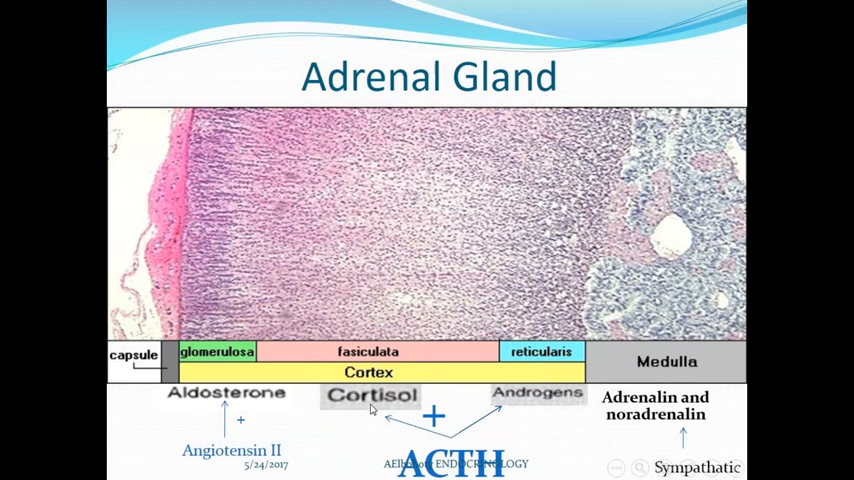 Adrenal Gland
capsule
glomerulosa
fasiculata
reticularis
Medulla
Cortex
Aldosterone
Cortisol
Androgens
Adrenalin and
noradrenalin
+
+
Angiotensin II
ACTH
Sympathatic
5/24/2017
ENDOCRINOLOGY